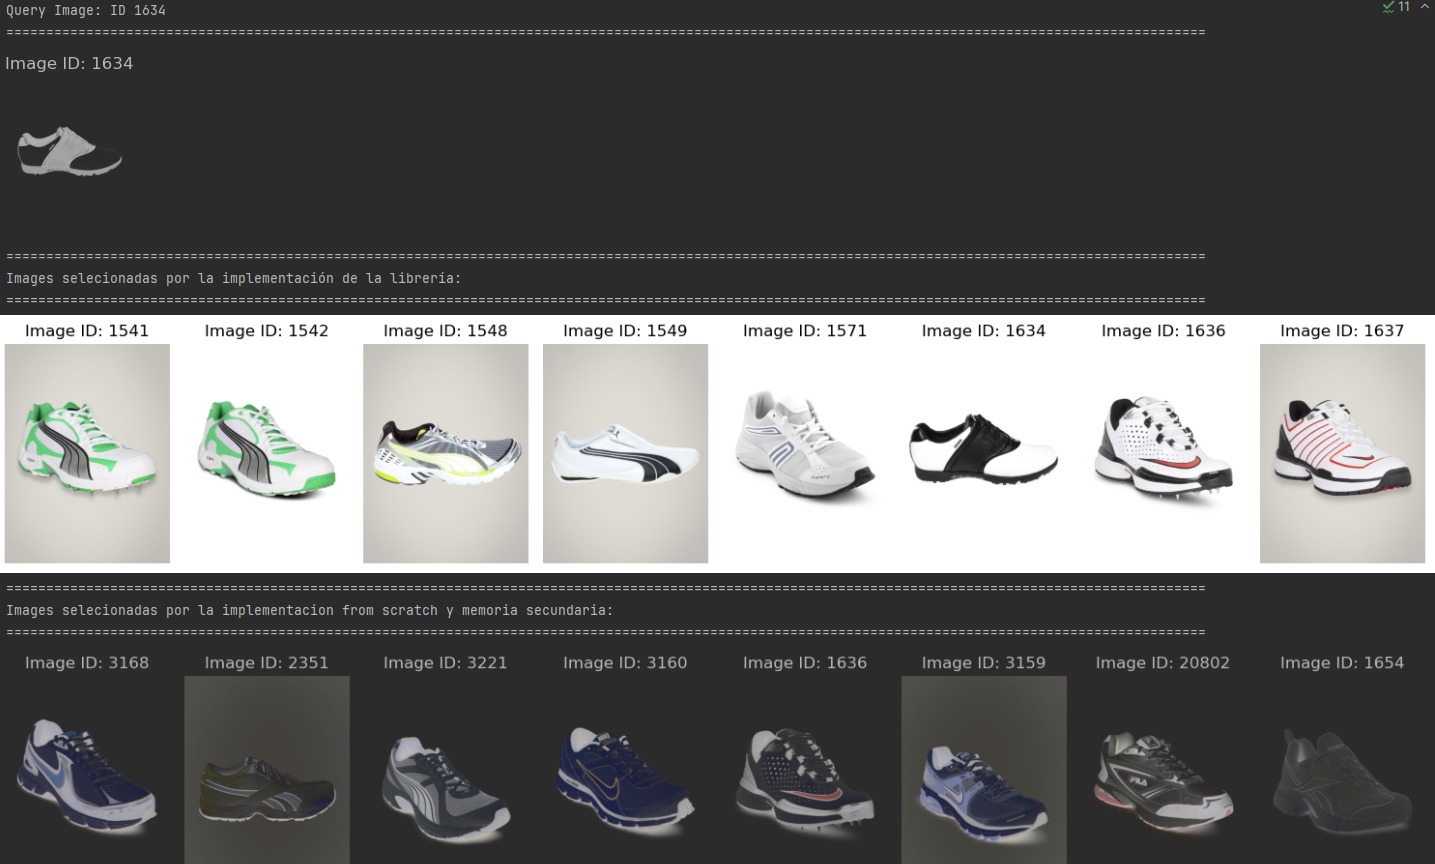 Query Image: ID 1634
11
========================================================================================================================================================
Image ID: 1634
========================================================================================================================================================
Images selecionadas por la implementación de la librería:
========================================================================================================================================================
Image ID: 1541 Image ID: 1542 Image ID: 1548 Image ID: 1549 Image ID: 1571 Image ID: 1634 Image ID: 1636 Image ID: 1637
========================================================================================================================================================
Images selecionadas por la implementacion from scratch y memoria secundaria:
========================================================================================================================================================
Image ID: 3168 Image ID: 2351 Image ID: 3221 Image ID: 3160 Image ID: 1636 Image ID: 3159 Image ID: 20802 Image ID: 1654
FILA